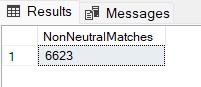 Results Messages
NonNeutralMatches
1 6623